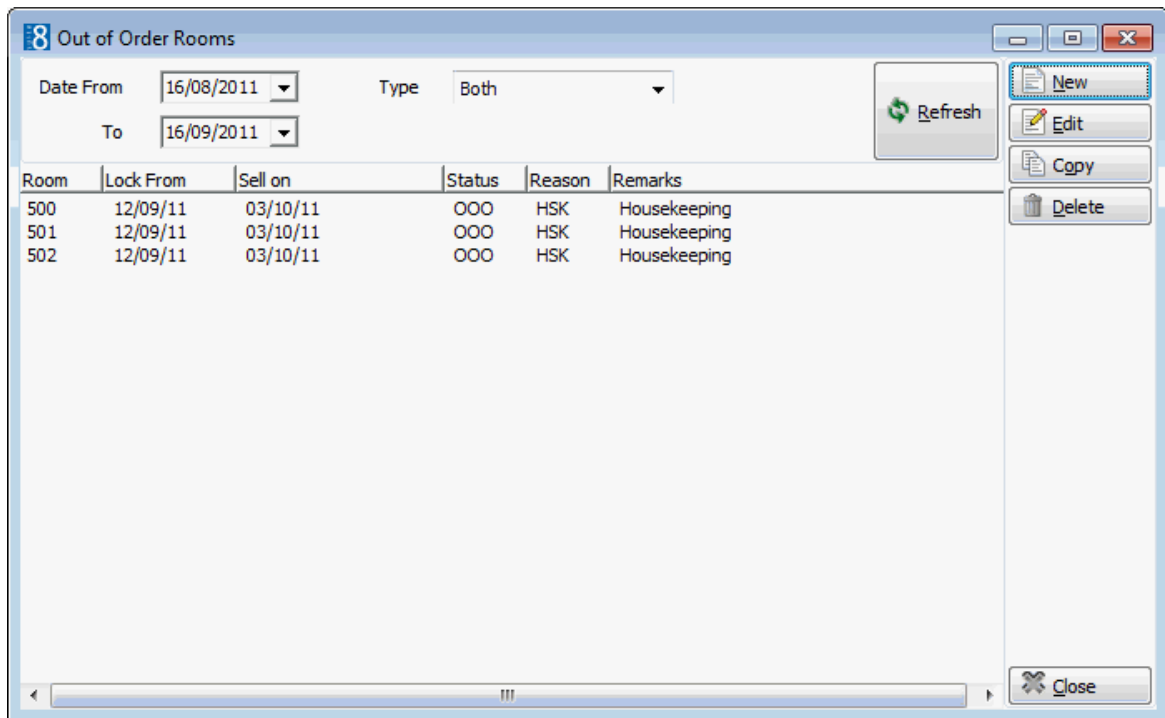 8 Out of Order Rooms
Date From 16/08/2011 Type Both
To 16/09/2011
Refresh
New
Edit
Copy
Delete
Room Lock From Sell on Status Reason Remarks
500 12/09/11 03/10/11 OOO HSK Housekeeping
501 12/09/11 03/10/11 OOO HSK Housekeeping
502 12/09/11 03/10/11 OOO HSK Housekeeping
Close